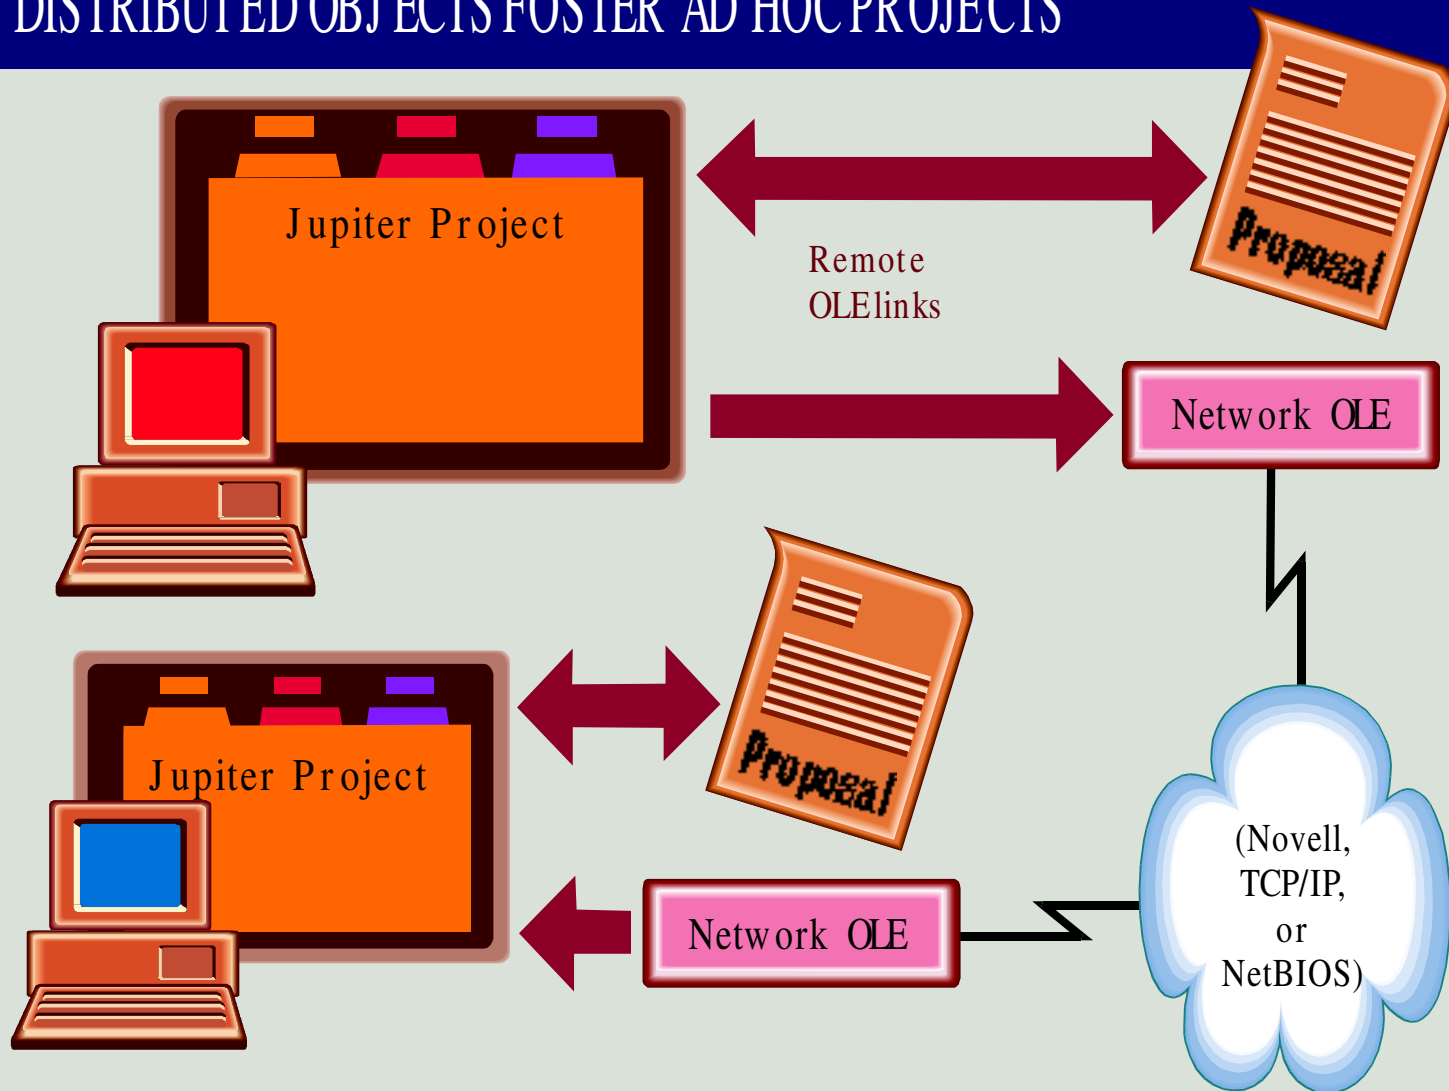 DISTRIBUTED OBJECTS FOSTER AD HOC PROJECTS
Jupiter Project
Proposal
Remote
OLE links
Network OLE
Jupiter Project
Proposal
Network OLE
(Novell,
TCP/IP,
or
NetBIOS)